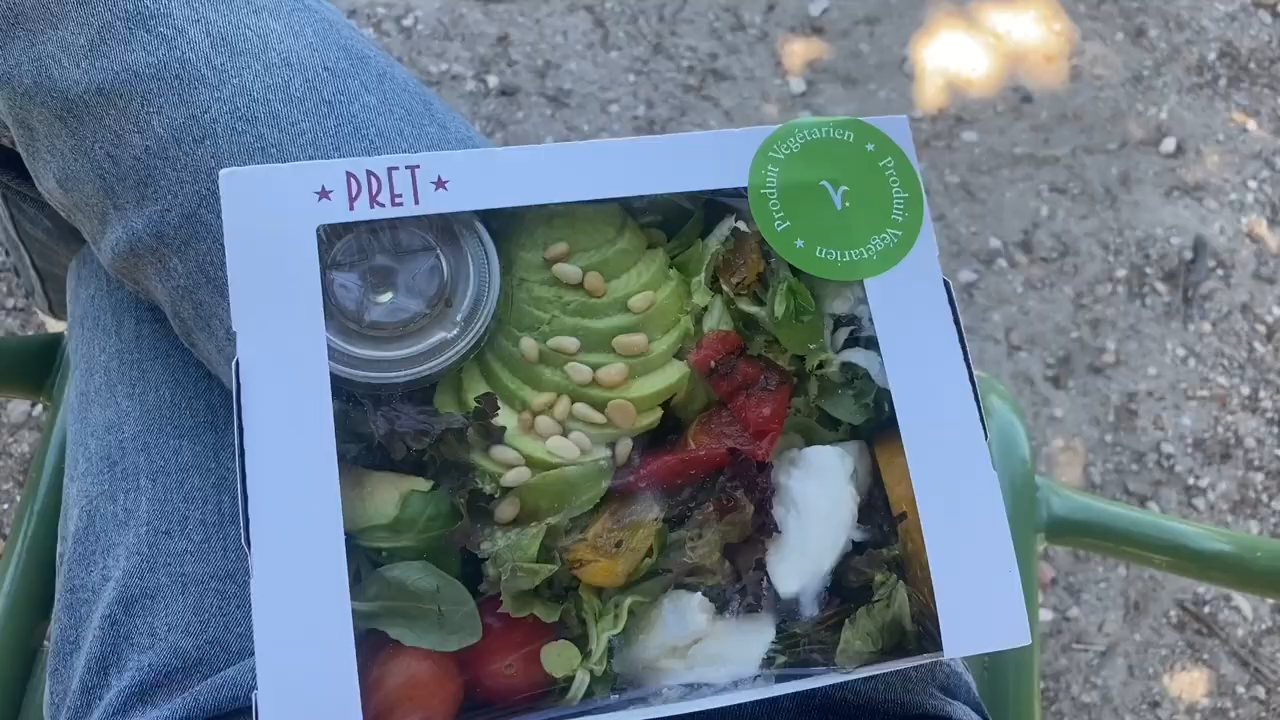 ★ PRET ★
Produit Végétarien ★ Produit Végétarien ★
v.